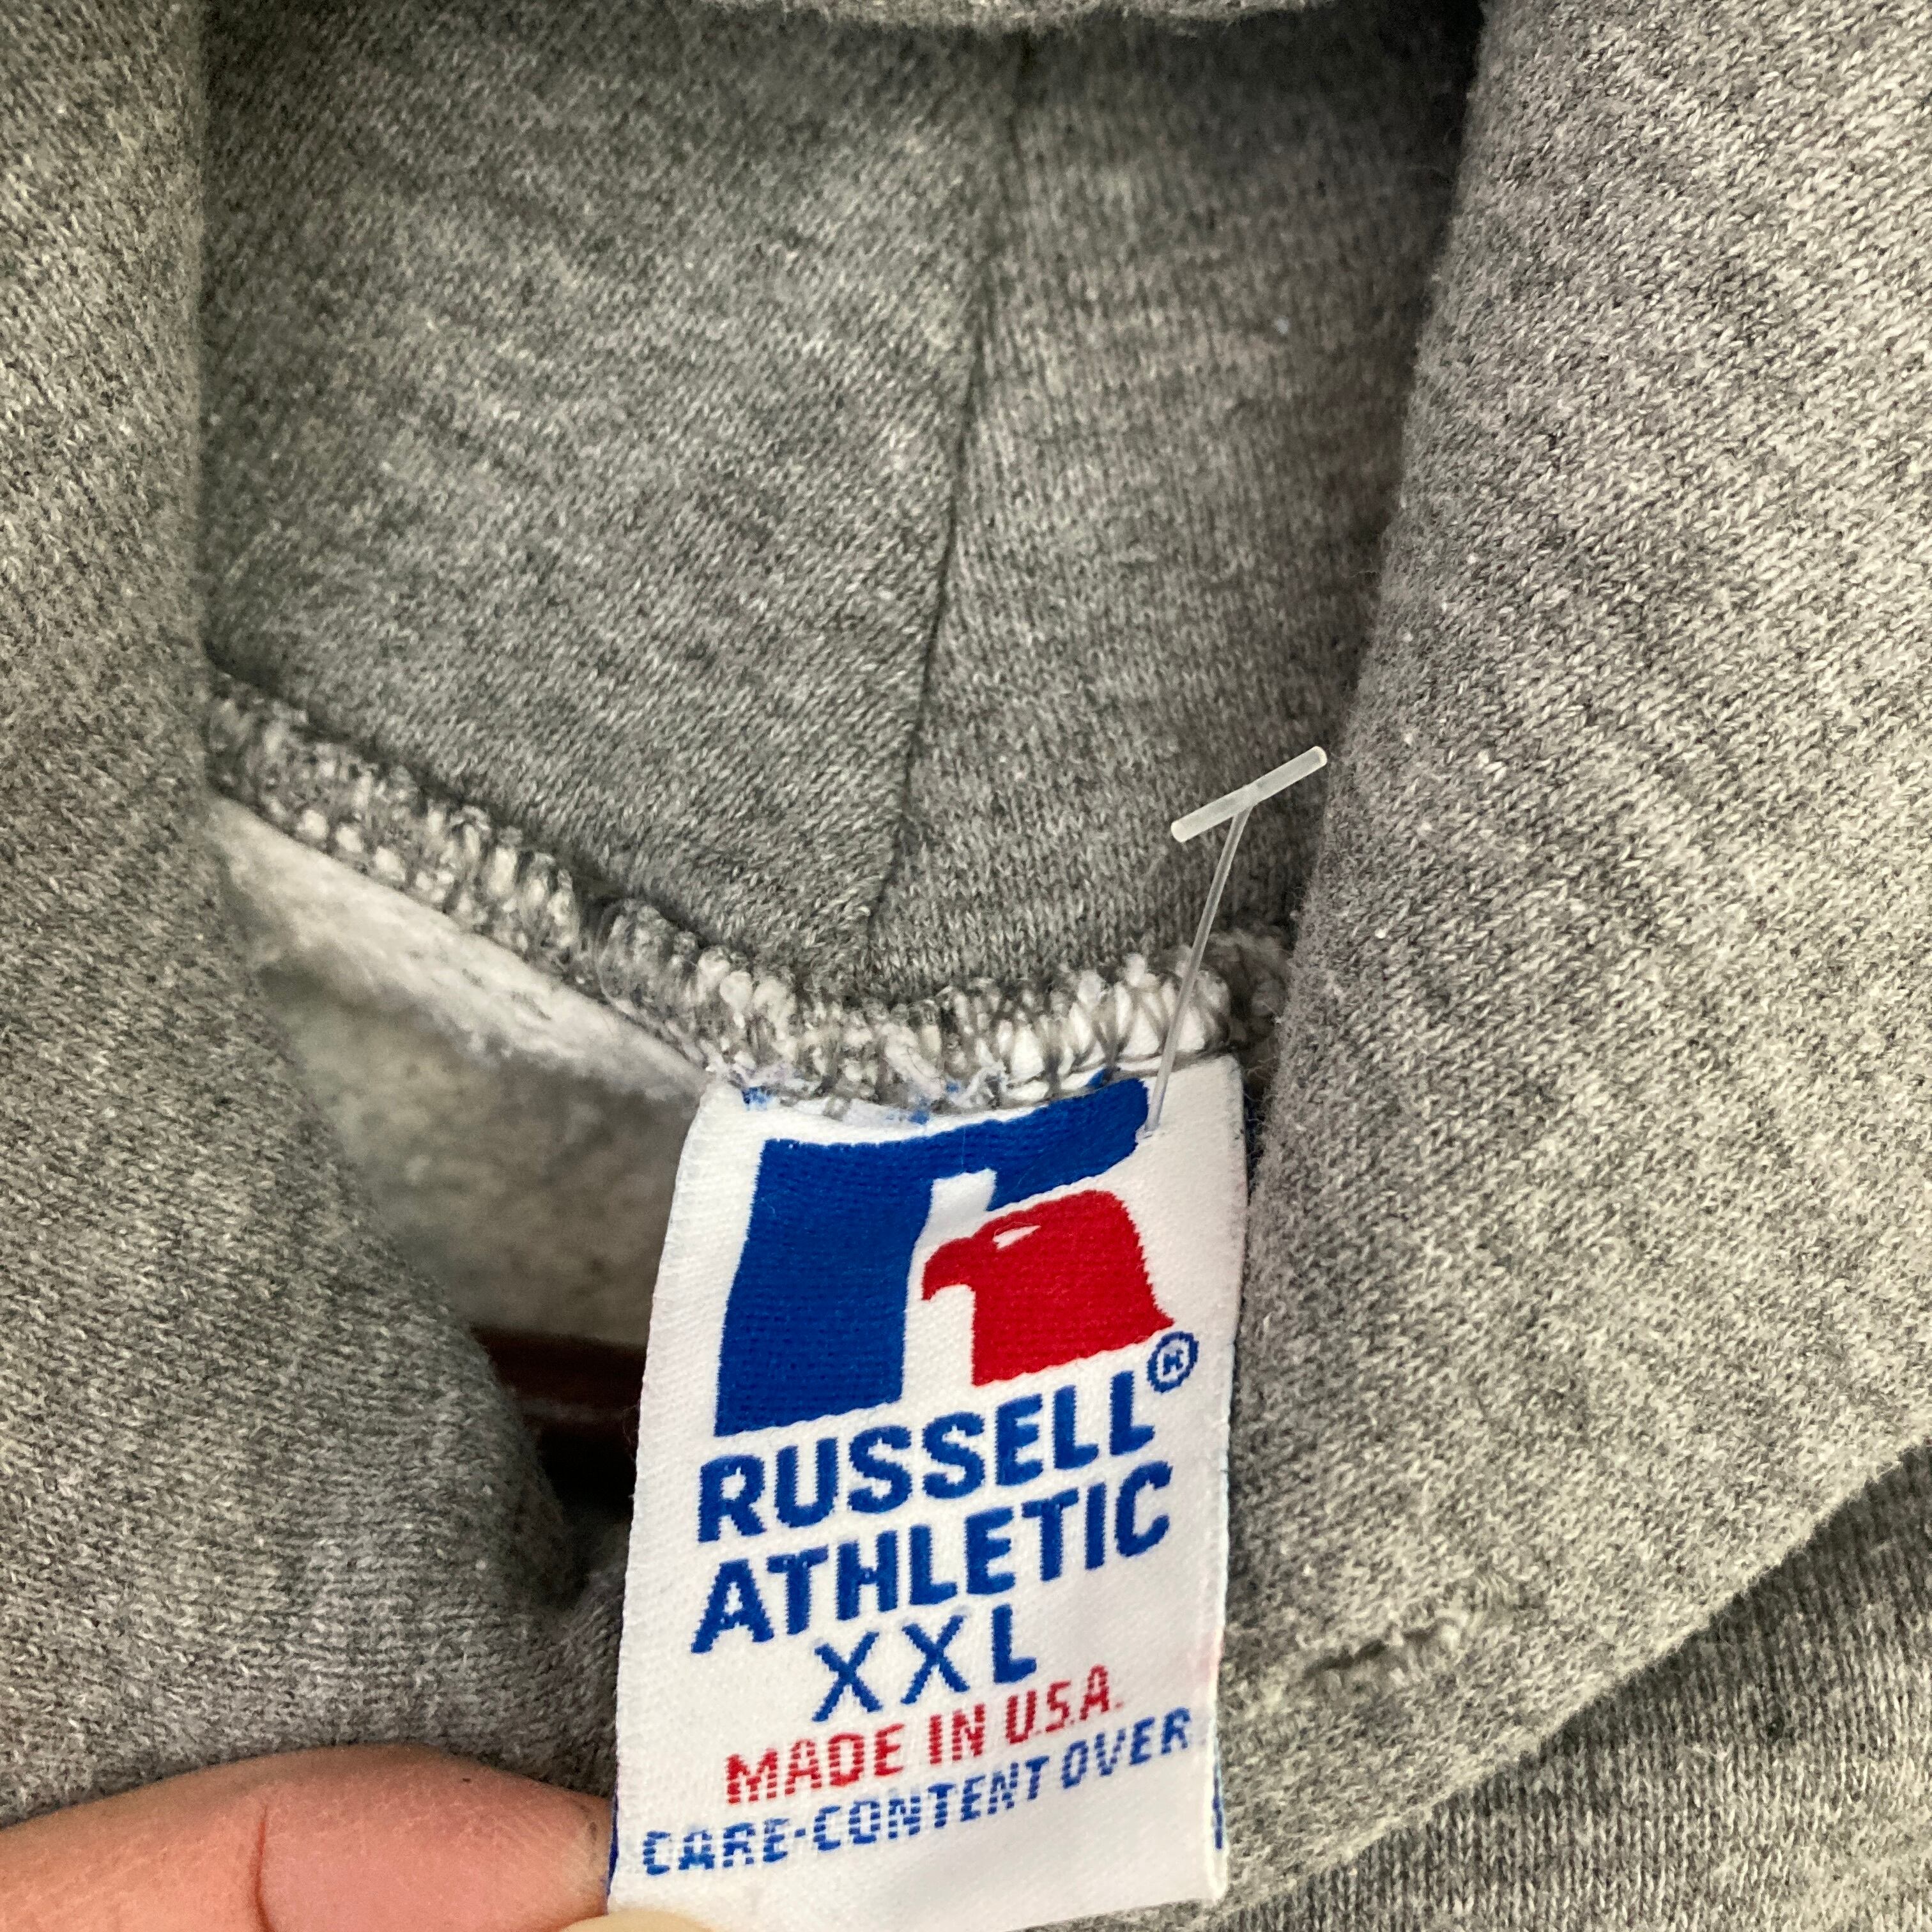 RUSSELL®
ATHLETIC
XXL
MADE IN U.S.A.
CARE-CONTENT OVER